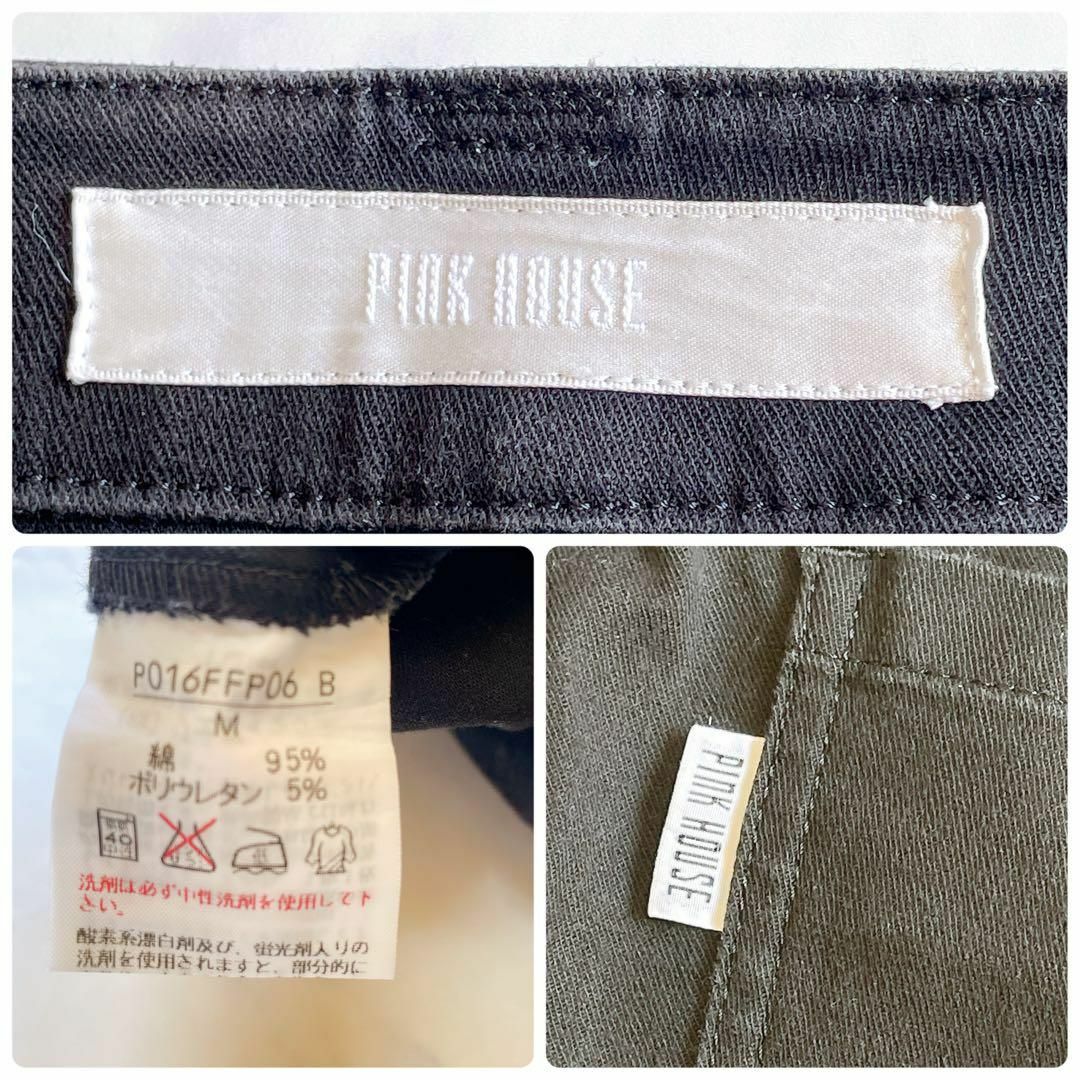 PINK HOUSE
P016FFP06 B
M
綿 95%
ポリウレタン 5%
40
低
洗剤は必ず中性洗剤を使用して下
さい。
酸素系漂白剤及び、蛍光剤入りの
洗剤を使用されますと、部分的に
PINK HOUSE